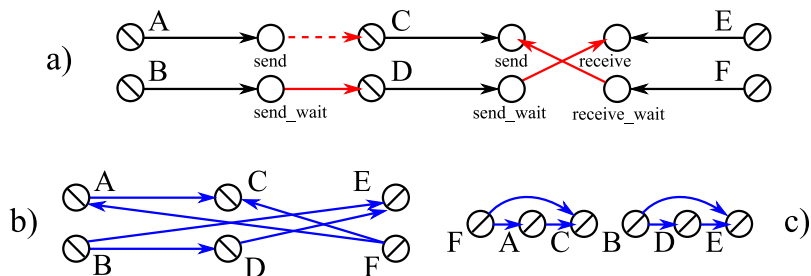 a)
A C E
send send receive
B D F
send_wait send_wait receive_wait
b)
A C E
B D F
F A C B D E
c)